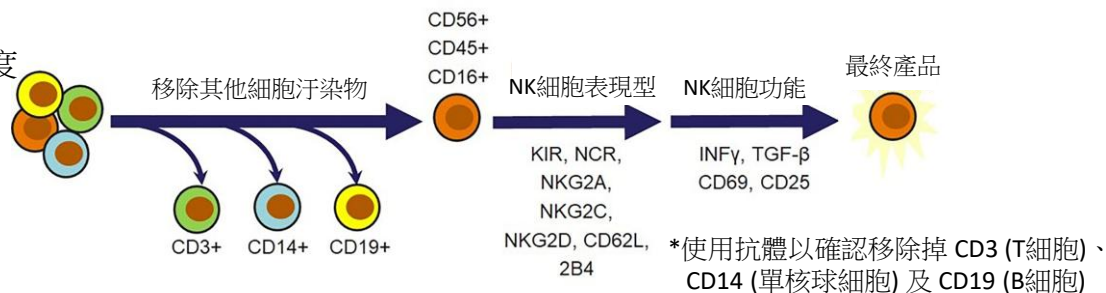 度
移除其他細胞汙染物
CD3+
CD14+
CD19+
CD56+
CD45+
CD16+
NK細胞表現型
KIR, NCR,
NKG2A,
NKG2C,
NKG2D, CD62L,
2B4
NK細胞功能
INFγ, TGF-β
CD69, CD25
最終產品
*使用抗體以確認移除掉 CD3 (T細胞)、
CD14 (單核球細胞) 及 CD19 (B細胞)